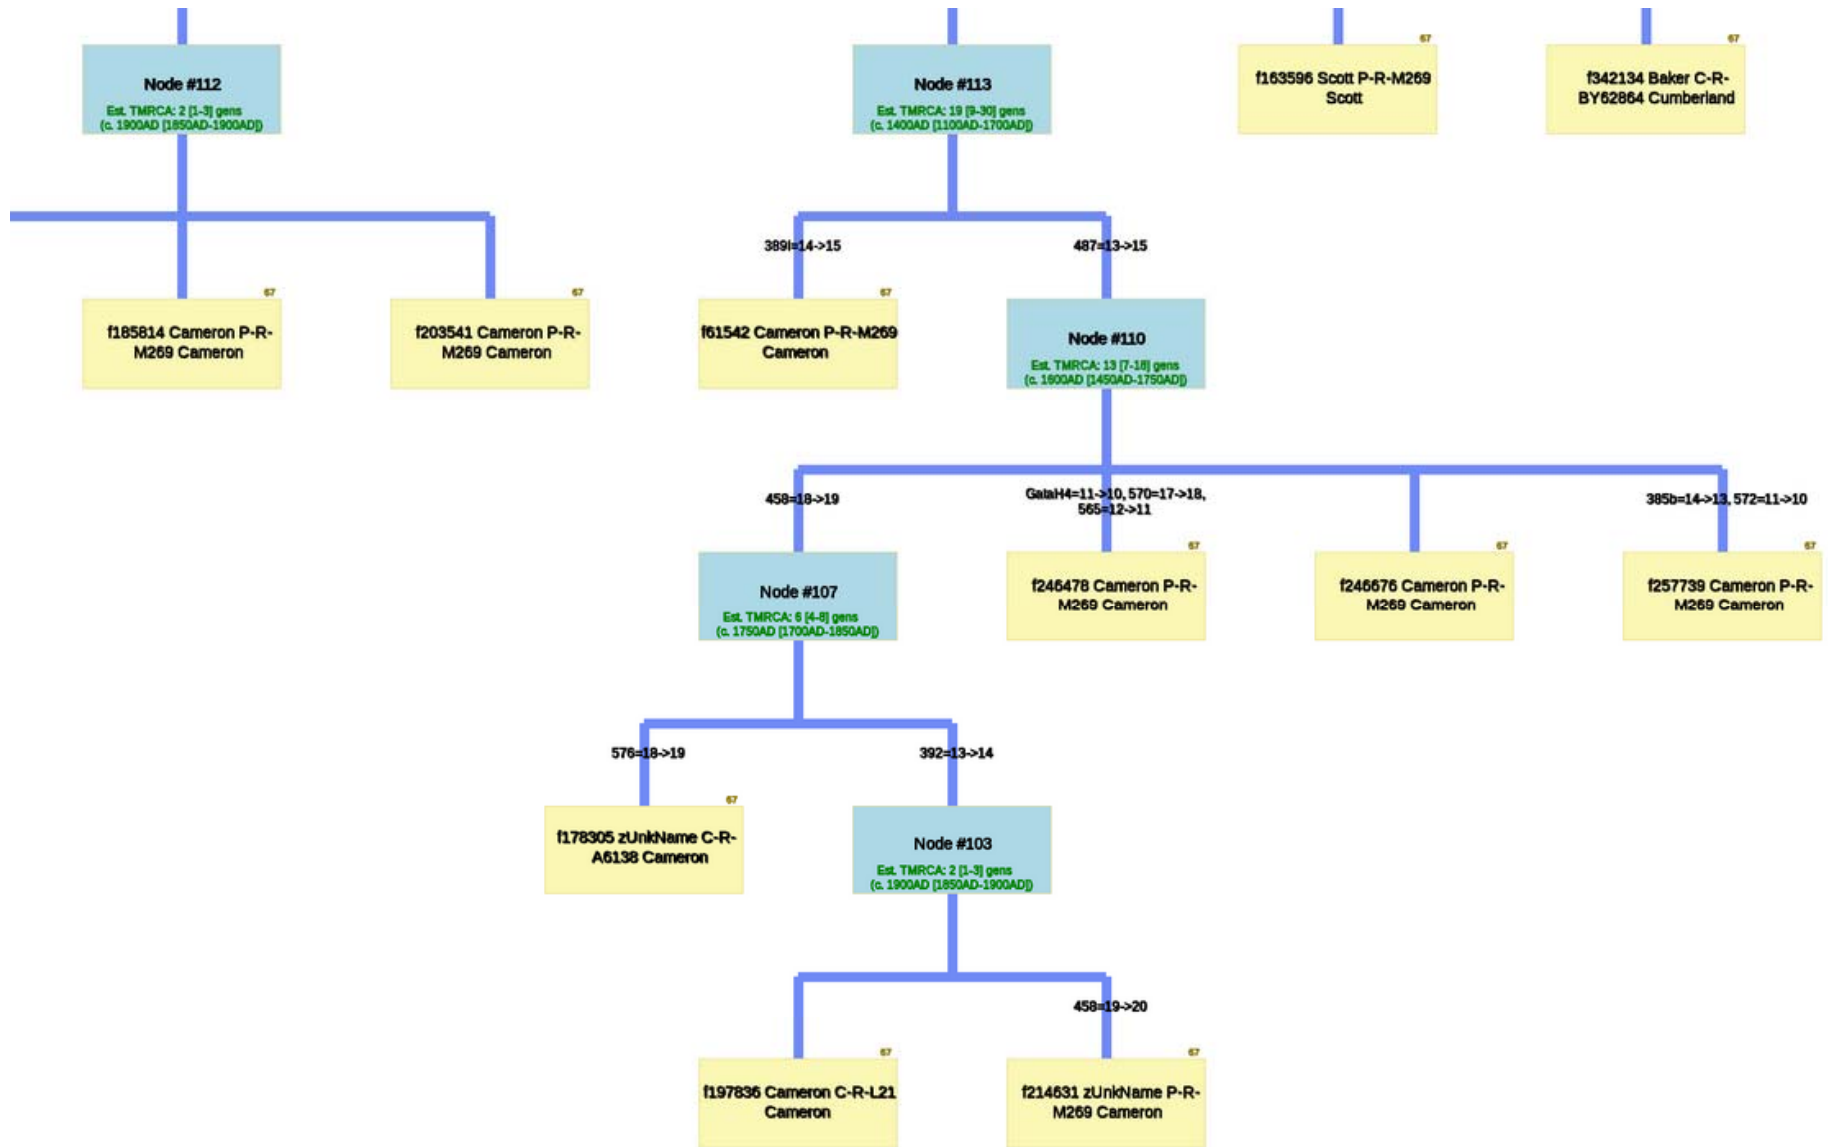 Node #112
Est. TMRCA: 2 [1-3] gens
(c. 1900AD [1850AD-1900AD])
Node #113
Est. TMRCA: 19 [9-30] gens
(c. 1400AD [1100AD-1700AD])
67
f163596 Scott P-R-M269
Scott
67
f342134 Baker C-R-
BY62864 Cumberland
389I=14->15
487=13->15
67
f185814 Cameron P-R-
M269 Cameron
67
f203541 Cameron P-R-
M269 Cameron
67
f61542 Cameron P-R-M269
Cameron
Node #110
Est. TMRCA: 13 [7-18] gens
(c. 1600AD [1450AD-1750AD])
458=18->19
GataH4=11->10, 570=17->18,
565=12->11
385b=14->13, 572=11->10
Node #107
Est. TMRCA: 6 [4-8] gens
(c. 1750AD [1700AD-1850AD])
67
f246478 Cameron P-R-
M269 Cameron
67
f246676 Cameron P-R-
M269 Cameron
67
f257739 Cameron P-R-
M269 Cameron
576=18->19
392=13->14
67
f178305 zUnkName C-R-
A6138 Cameron
Node #103
Est. TMRCA: 2 [1-3] gens
(c. 1900AD [1850AD-1900AD])
458=19->20
67
f197836 Cameron C-R-L21
Cameron
67
f214631 zUnkName P-R-
M269 Cameron